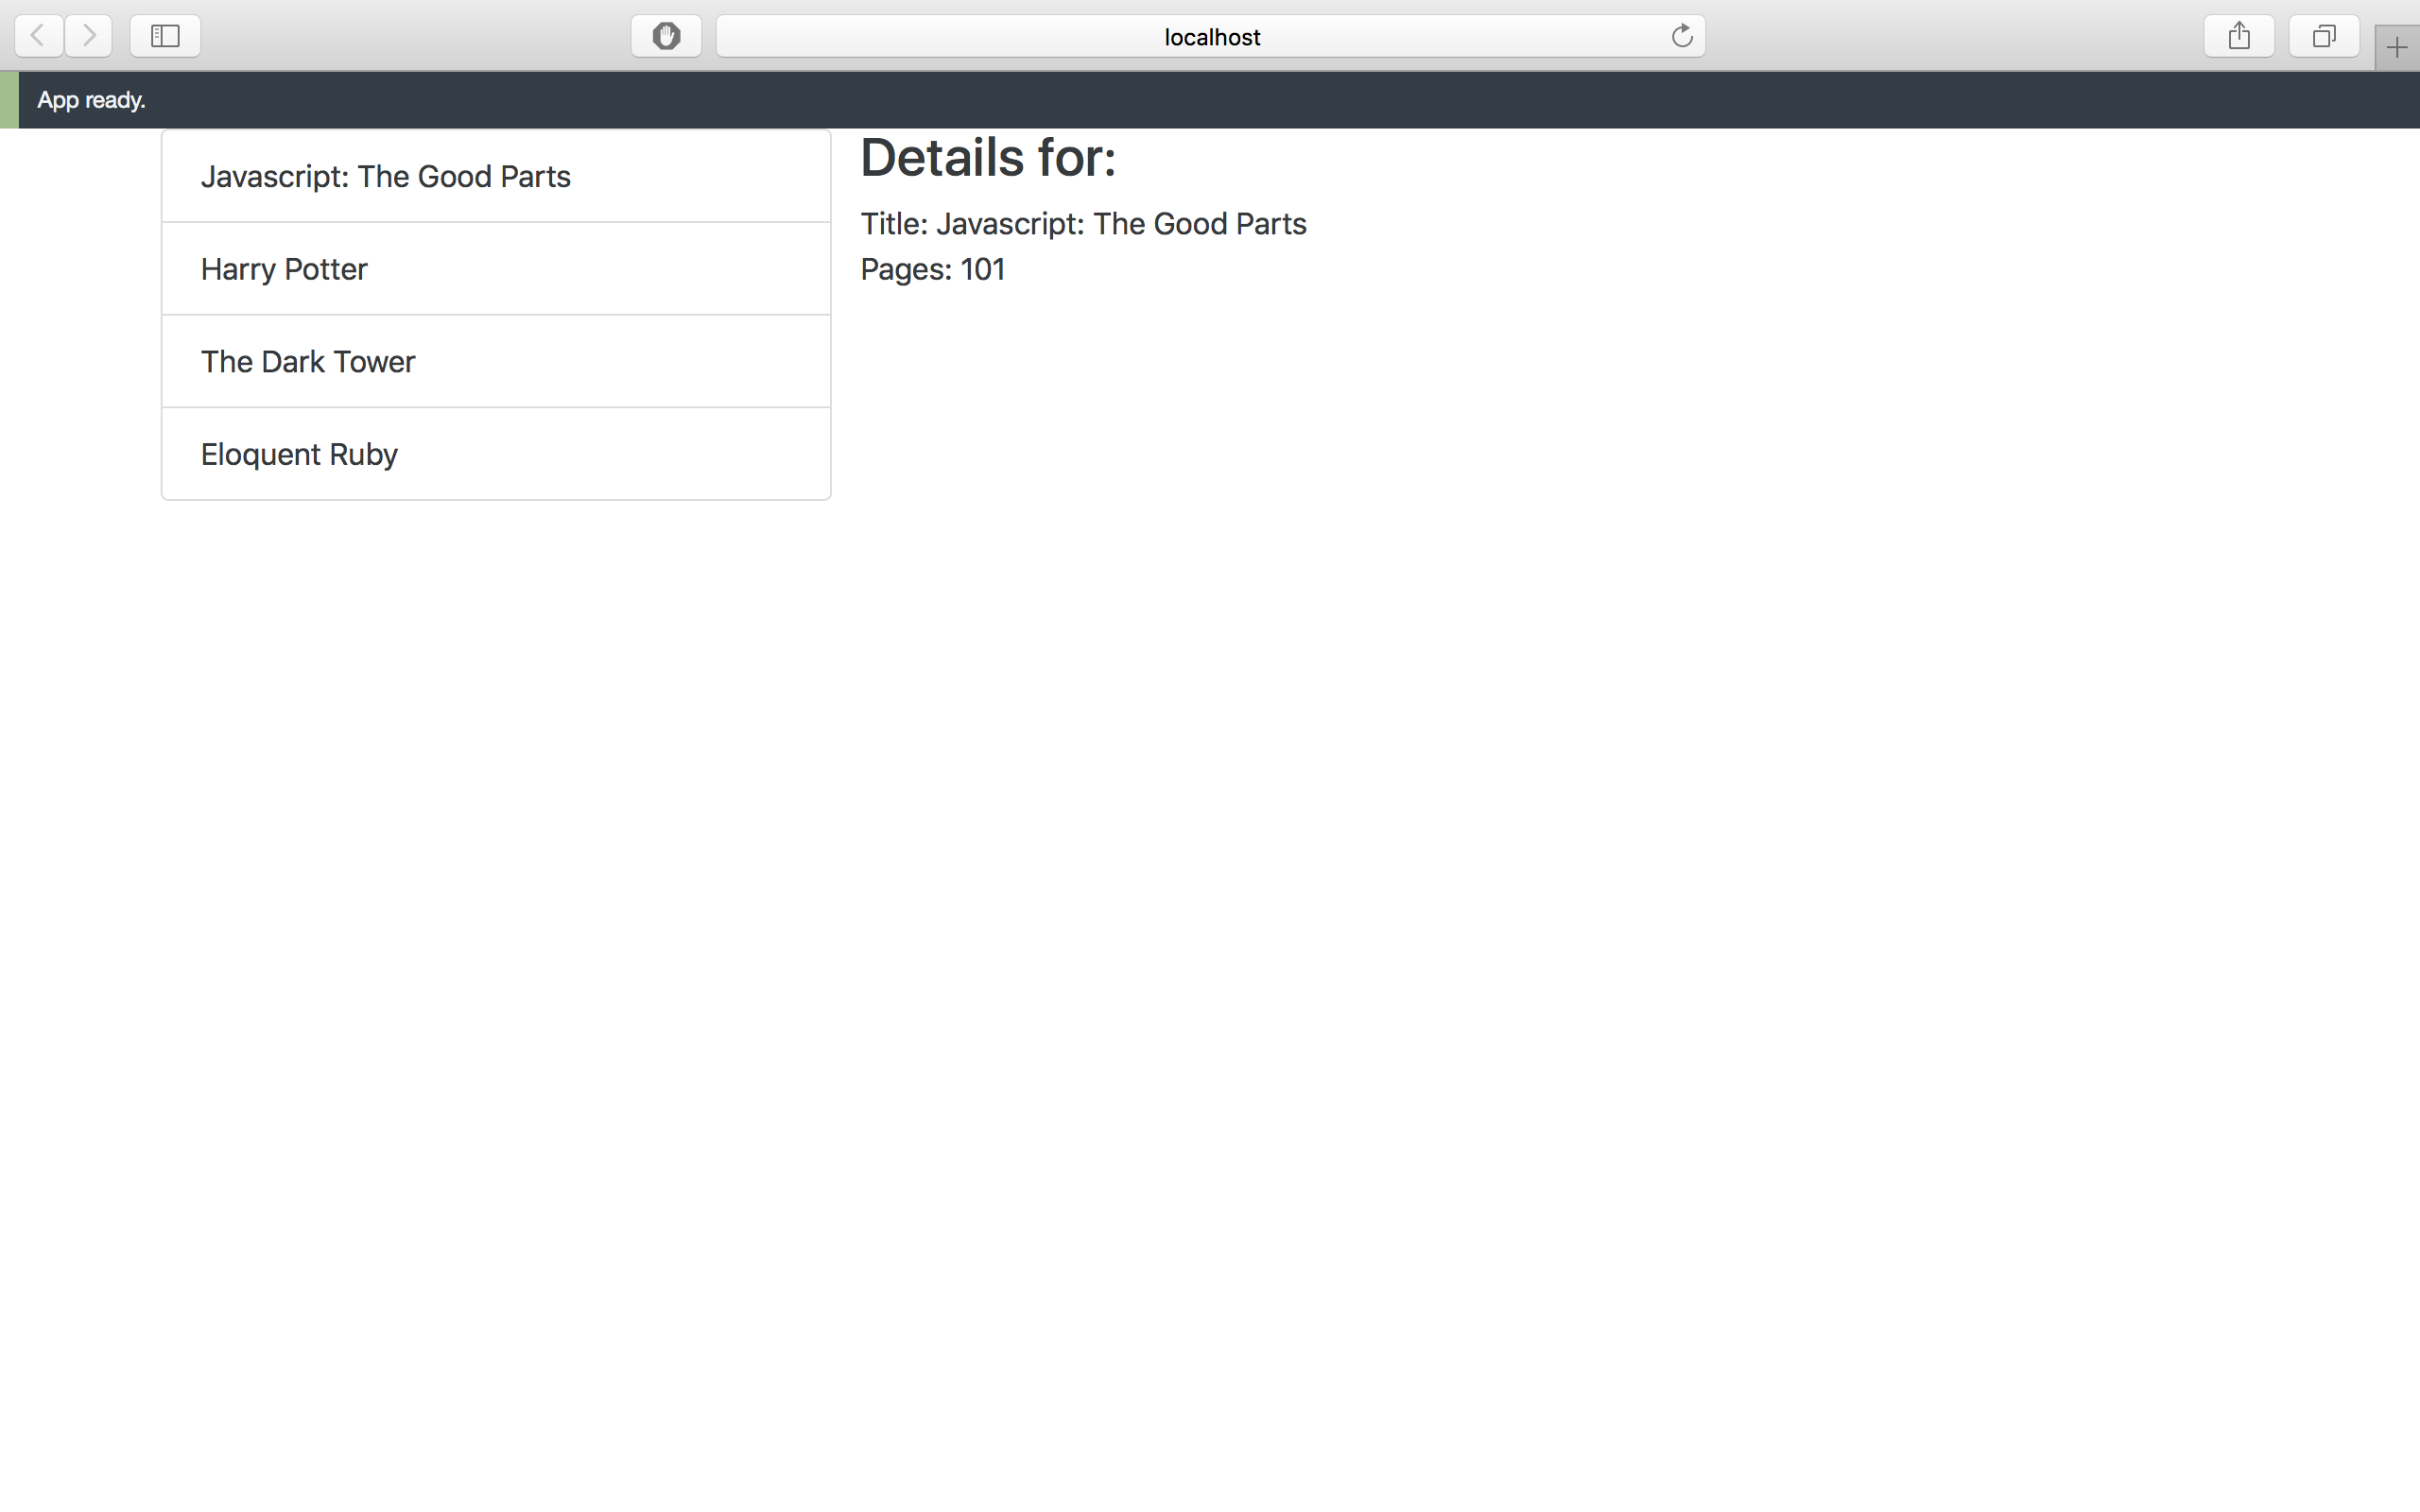 localhost
App ready.
Javascript: The Good Parts
Harry Potter
The Dark Tower
Eloquent Ruby
Details for:
Title: Javascript: The Good Parts
Pages: 101